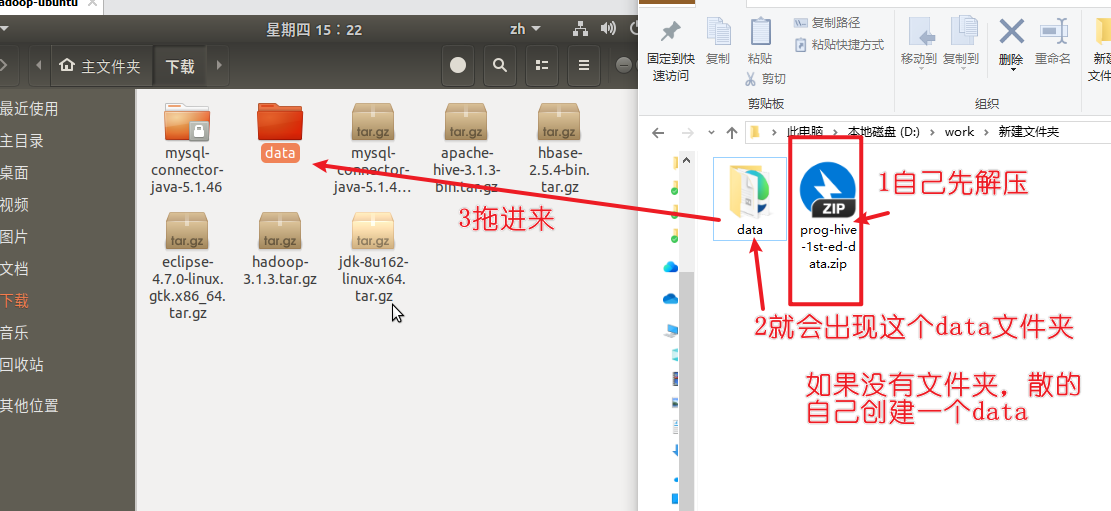 adoop-ubuntu
星期四 15：22
zh
主文件夹
下载
最近使用
主目录
桌面
视频
图片
文档
下载
音乐
回收站
其他位置
mysql-
connector-
java-5.1.46
data
tar.gz
mysql-
connector-
java-5.1.4...
tar.gz
apache-
hive-3.1.3-
bin.tar.gz
tar.gz
hbase-
2.5.4-bin.
tar.gz
tar.gz
eclipse-
4.7.0-linux.
gtk.x86_64.
tar.gz
tar.gz
hadoop-
3.1.3.tar.gz
tar.gz
jdk-8u162-
linux-x64.
tar.gz
3拖进来
固定到快
速访问
复制
粘贴
复制路径
粘贴快捷方式
剪切
剪贴板
移动到
复制到
删除
重命名
新建
文件
组织
此电脑
本地磁盘 (D:)
work
新建文件夹
data
ZIP
prog-hive
-1st-ed-d
ata.zip
1自己先解压
2就会出现这个data文件夹
如果没有文件夹，散的
自己创建一个data